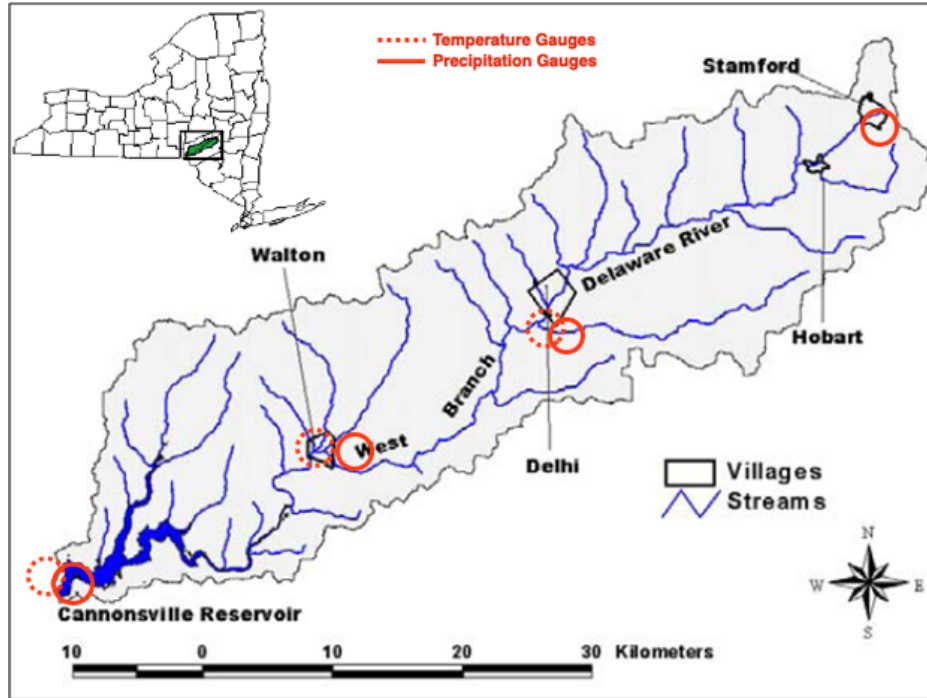 Temperature Gauges
Precipitation Gauges
Stamford
Walton
Delaware River
Hobart
Branch
West
Delhi
Villages
Streams
N
W E
S
Cannonsville Reservoir
10 0 10 20 30 Kilometers